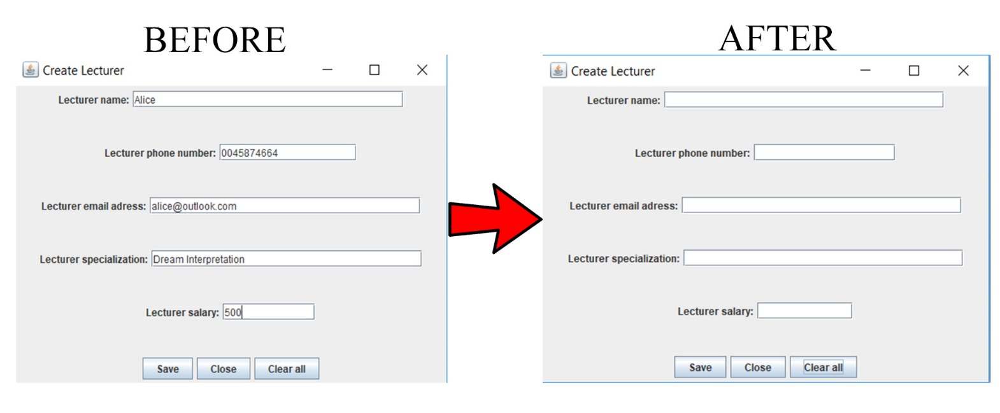 BEFORE
Create Lecturer
Lecturer name: Alice
Lecturer phone number: 0045874664
Lecturer email adress: alice@outlook.com
Lecturer specialization: Dream Interpretation
Lecturer salary: 500
Save Close Clear all
AFTER
Create Lecturer
Lecturer name:
Lecturer phone number:
Lecturer email adress:
Lecturer specialization:
Lecturer salary:
Save Close Clear all